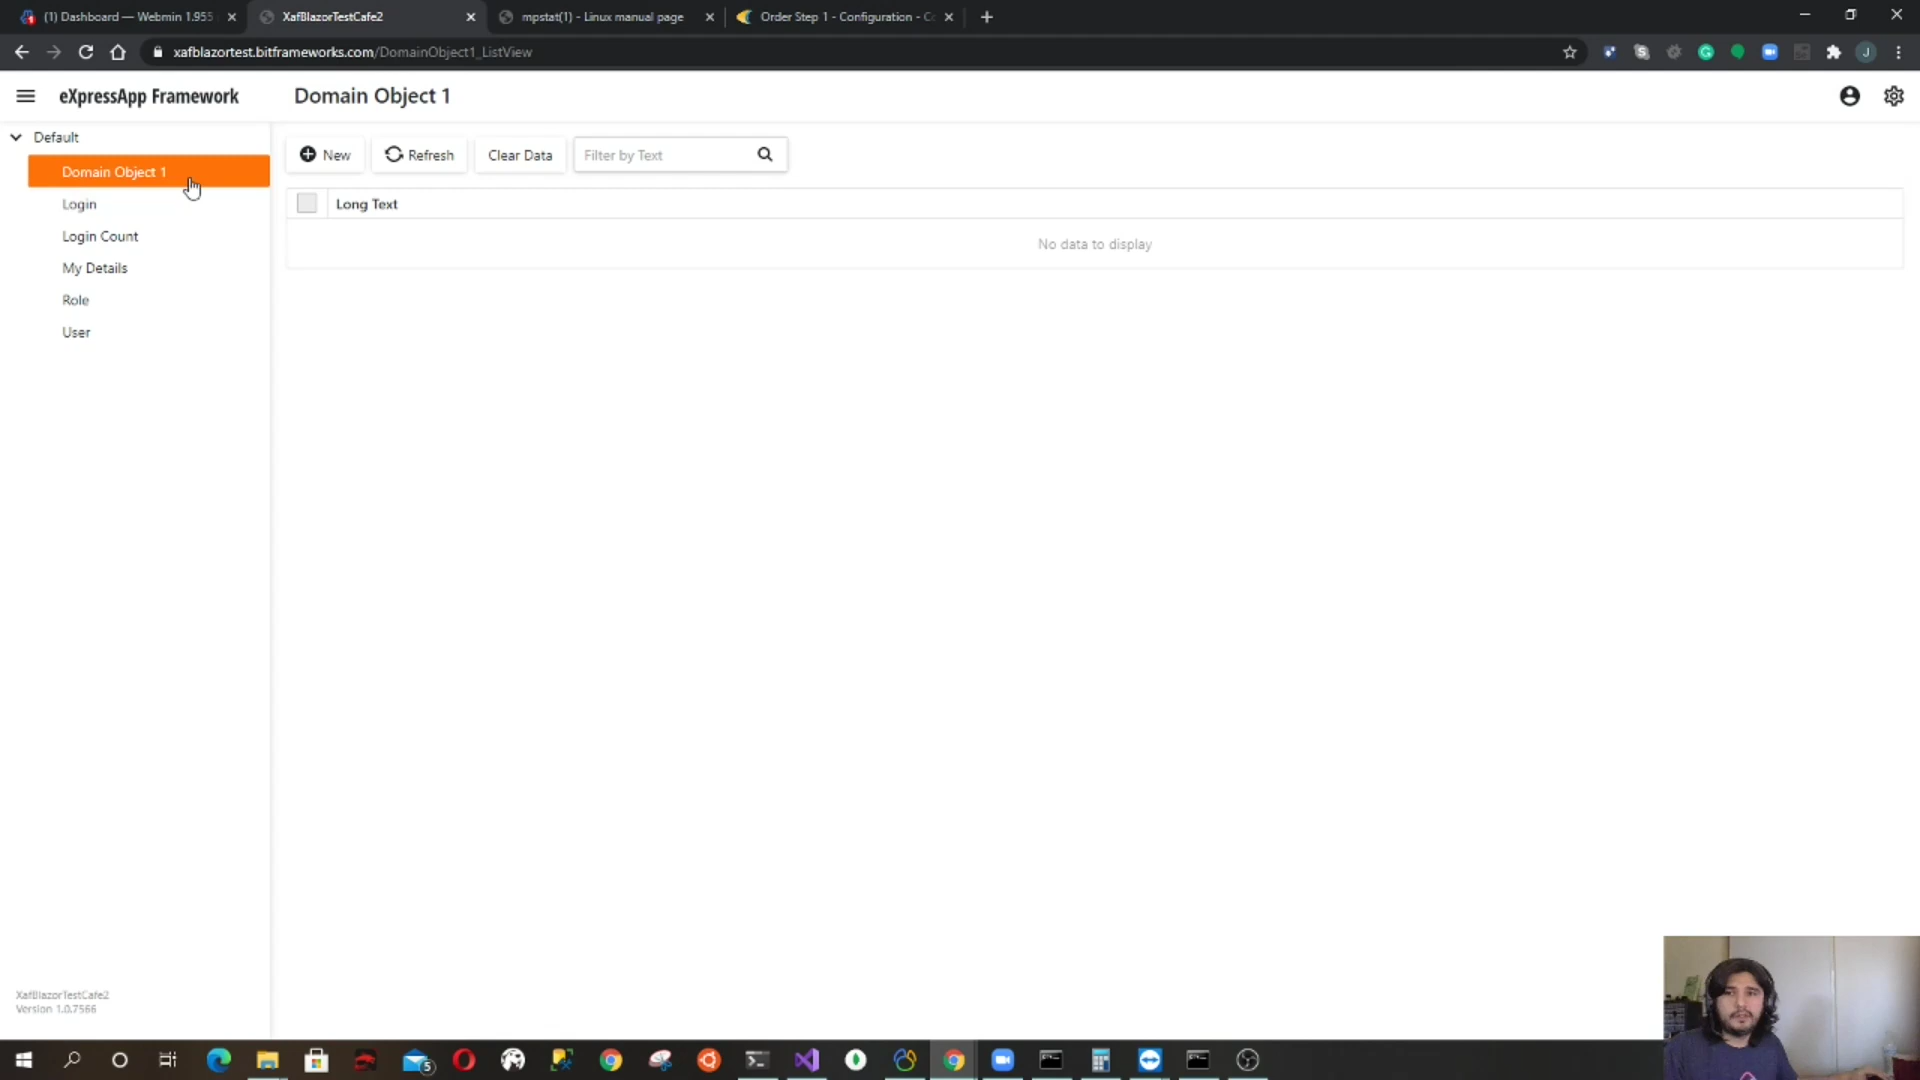 (1) Dashboard — Webmin 1.955
XafBlazorTestCafe2
mpstat(1) - Linux manual page
Order Step 1 - Configuration - C
xafblazortest.bitframeworks.com/DomainObject1_ListView
J
eXpressApp Framework
Domain Object 1
Default
Domain Object 1
Login
Login Count
My Details
Role
User
New
Refresh
Clear Data
Filter by Text
Long Text
No data to display
XafBlazorTestCafe2
Version 1.0.7566
5